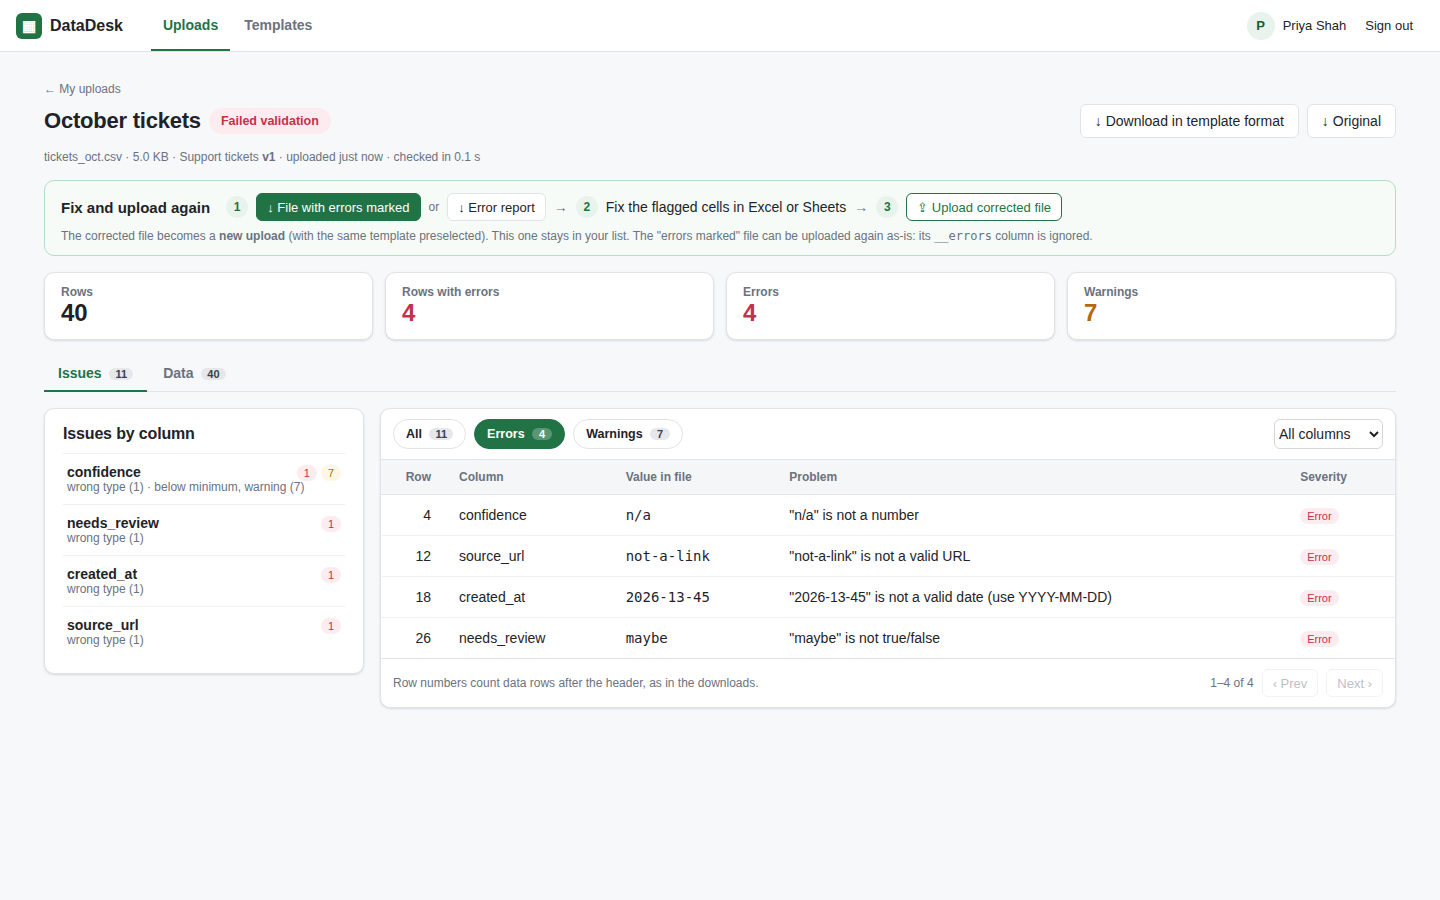 DataDesk Uploads Templates P Priya Shah Sign out
← My uploads
October tickets Failed validation ↓ Download in template format ↓ Original
tickets_oct.csv · 5.0 KB · Support tickets v1 · uploaded just now · checked in 0.1 s
Fix and upload again 1 ↓ File with errors marked or ↓ Error report → 2 Fix the flagged cells in Excel or Sheets → 3 ⇪ Upload corrected file
The corrected file becomes a new upload (with the same template preselected). This one stays in your list. The "errors marked" file can be uploaded again as-is: its __errors column is ignored.
Rows Rows with errors Errors Warnings
40 4 4 7
Issues 11 Data 40
Issues by column
confidence 1 7
wrong type (1) · below minimum, warning (7)
needs_review 1
wrong type (1)
created_at 1
wrong type (1)
source_url 1
wrong type (1)
All 11 Errors 4 Warnings 7 All columns
Row Column Value in file Problem Severity
4 confidence n/a "n/a" is not a number Error
12 source_url not-a-link "not-a-link" is not a valid URL Error
18 created_at 2026-13-45 "2026-13-45" is not a valid date (use YYYY-MM-DD) Error
26 needs_review maybe "maybe" is not true/false Error
Row numbers count data rows after the header, as in the downloads. 1–4 of 4 ‹ Prev Next ›